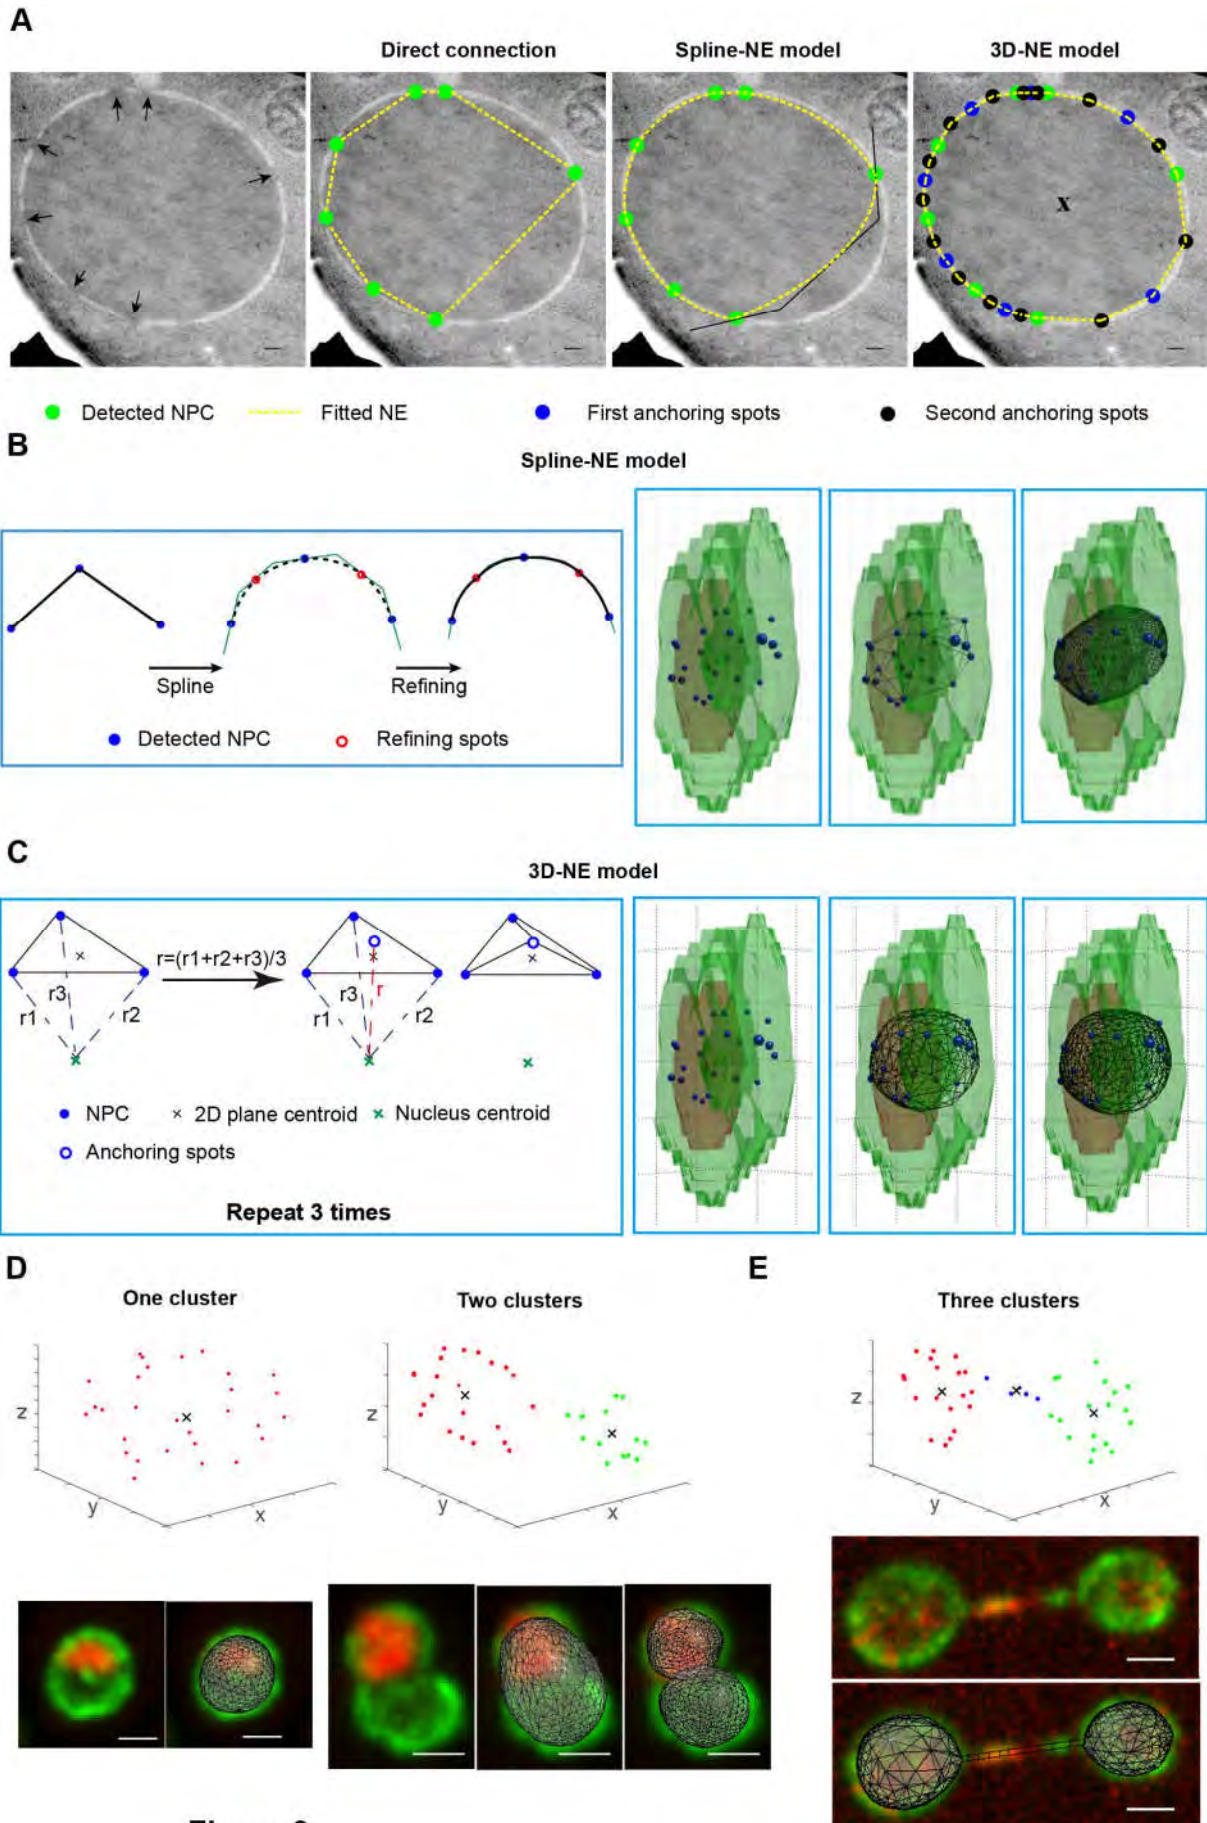 A
Direct connection
Spline-NE model
3D-NE model
x
Detected NPC
Fitted NE
First anchoring spots
Second anchoring spots
B
Spline-NE model
Spline
Refining
Detected NPC
Refining spots
C
3D-NE model
r=(r1+r2+r3)/3
r3
r1
r2
r3
r
r1
r2
NPC
2D plane centroid
Nucleus centroid
Anchoring spots
Repeat 3 times
D
E
One cluster
Two clusters
Three clusters
z
y
x
z
y
x
z
y
x